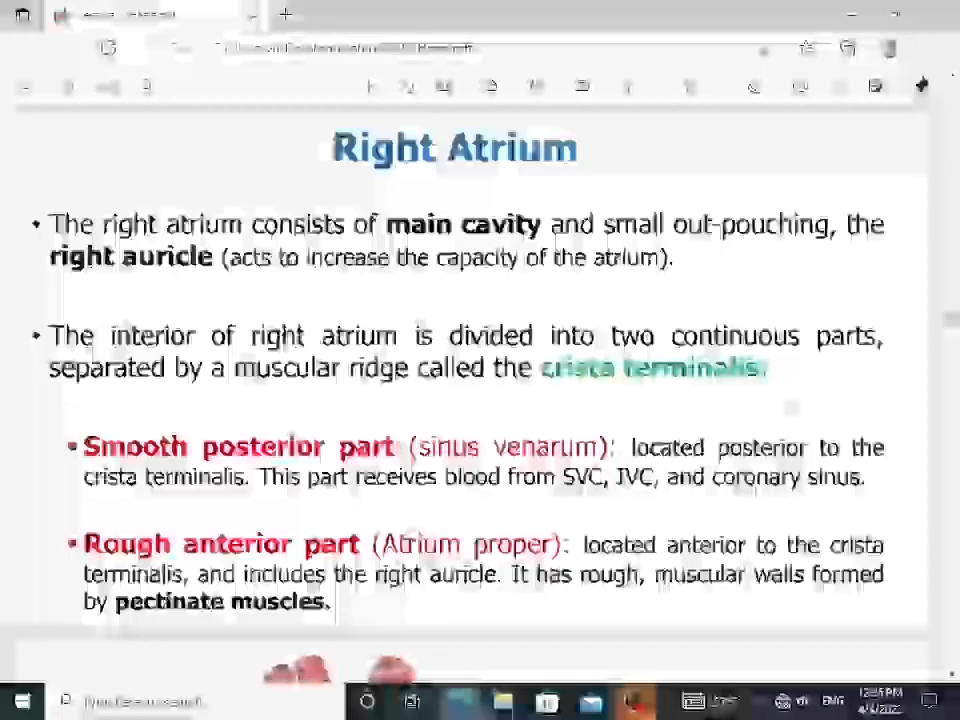 Right Atrium
• The right atrium consists of main cavity and small out-pouching, the
right auricle (acts to increase the capacity of the atrium).
• The interior of right atrium is divided into two continuous parts,
separated by a muscular ridge called the crista terminalis.
▪ Smooth posterior part (sinus venarum): located posterior to the
crista terminalis. This part receives blood from SVC, IVC, and coronary sinus.
▪ Rough anterior part (Atrium proper): located anterior to the crista
terminalis, and includes the right auricle. It has rough, muscular walls formed
by pectinate muscles.
ENG